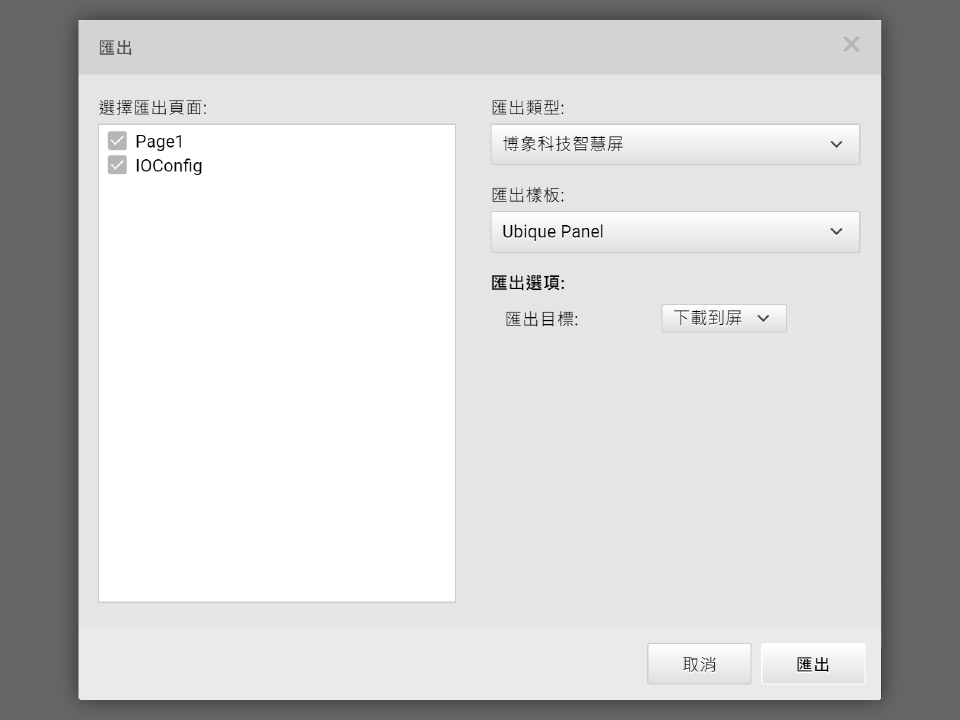 匯出
選擇匯出頁面:
Page1
IOConfig
匯出類型:
博象科技智慧屏
匯出樣板:
Ubique Panel
匯出選項:
匯出目標:
下載到屏
取消
匯出